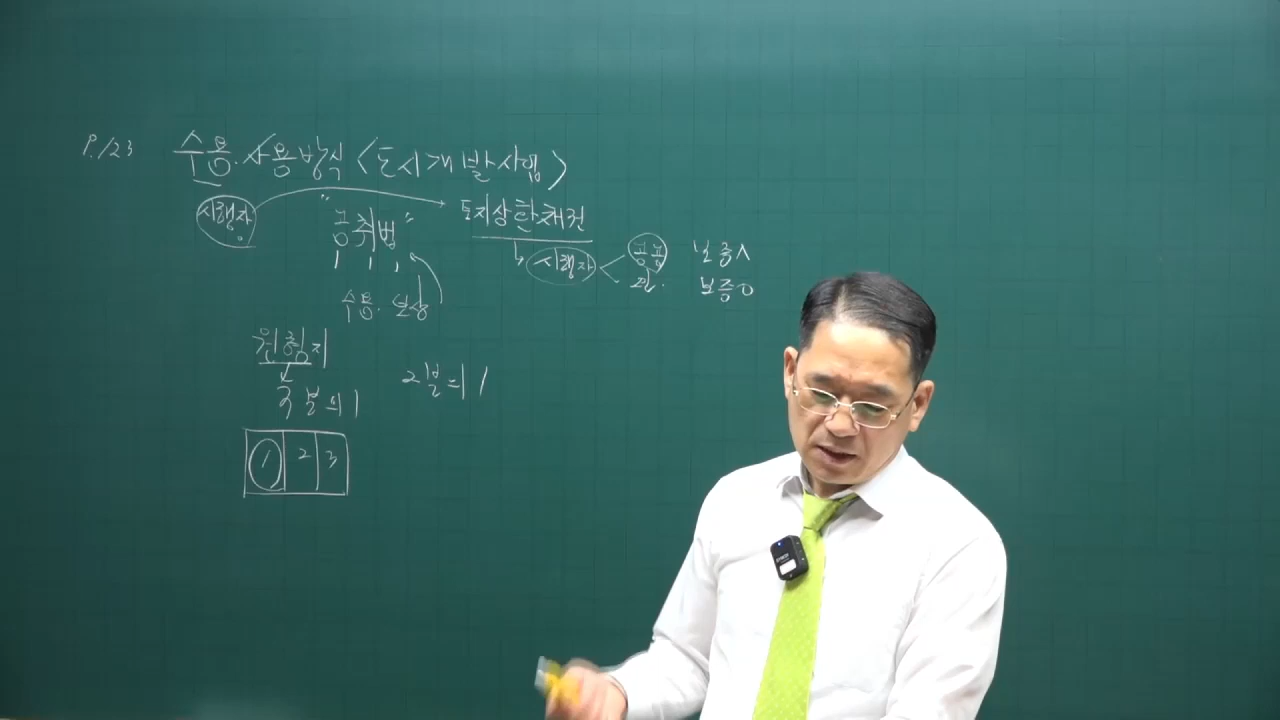 P.123 수용·사용방식 <도시개발사업>
시행자 "공취법" 토지상환채권
시행자 공공 보증X
민. 보증O
수용·보상
원형지
3분의1 2분의1
1 2 3